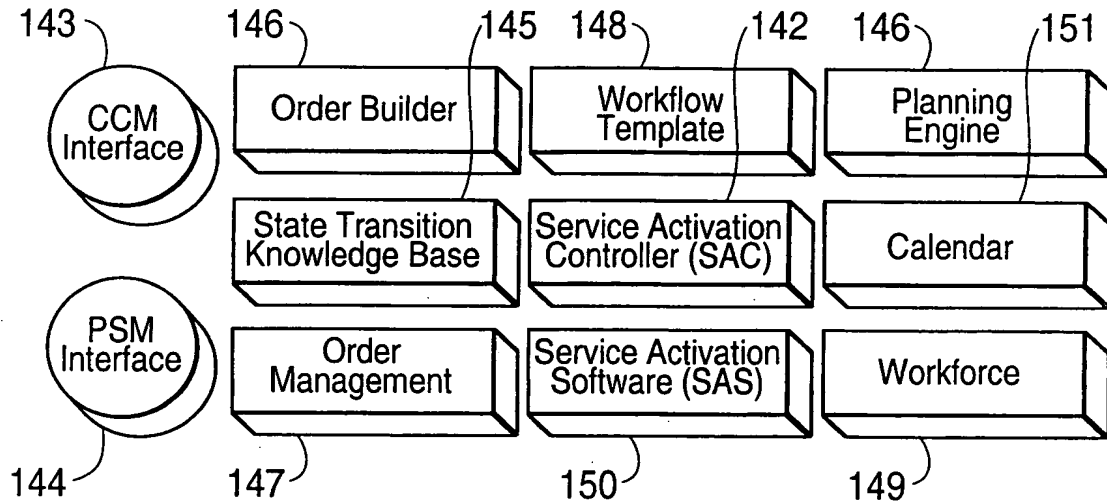 143
146
145
148
142
146
151
CCM
Interface
Order Builder
Workflow
Template
Planning
Engine
State Transition
Knowledge Base
Service Activation
Controller (SAC)
Calendar
PSM
Interface
Order
Management
Service Activation
Software (SAS)
Workforce
144
147
150
149